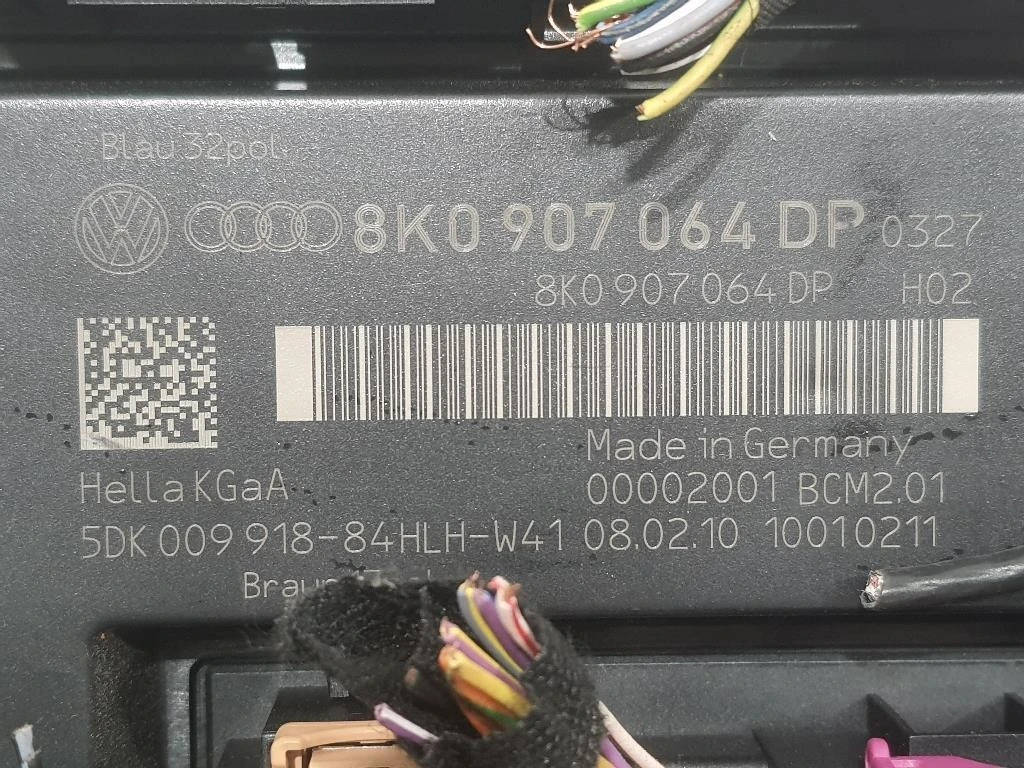 Blau 32pol.
8K0 907 064 DP 0327
8K0 907 064 DP H02
Made in Germany
Hella KGaA 00002001 BCM2.01
5DK 009 918-84HLH-W41 08.02.10 10010211